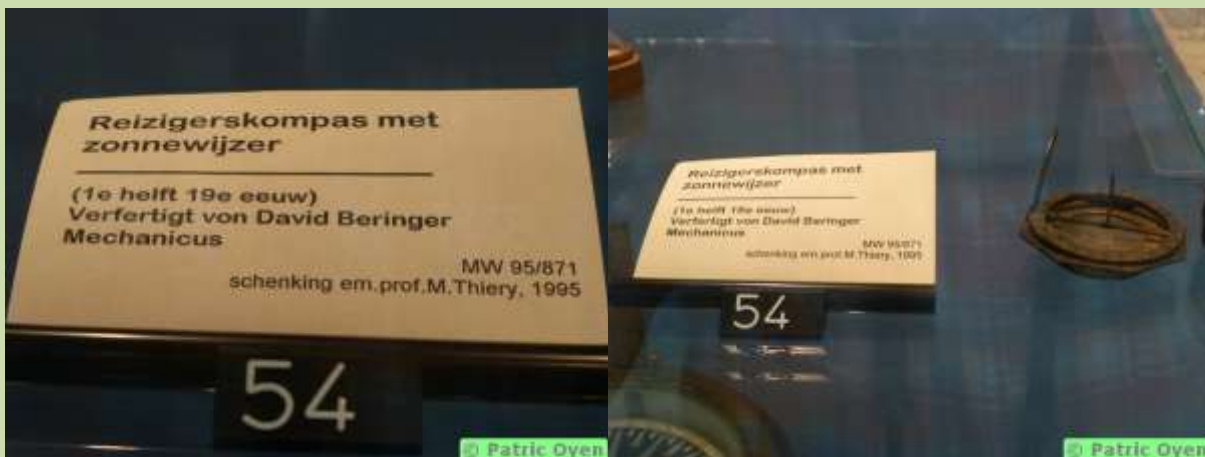 Reizigerskompas met
zonnewijzer
(1e helft 19e eeuw)
Verfertigt von David Beringer
Mechanicus
MW 95/871
schenking em.prof.M.Thiery, 1995
54
© Patric Oyen
Reizigerskompas met
zonnewijzer
(1e helft 19e eeuw)
Verfertigt von David Beringer
Mechanicus
MW 95/871
schenking em.prof.M.Thiery, 1995
54
© Patric Oyen